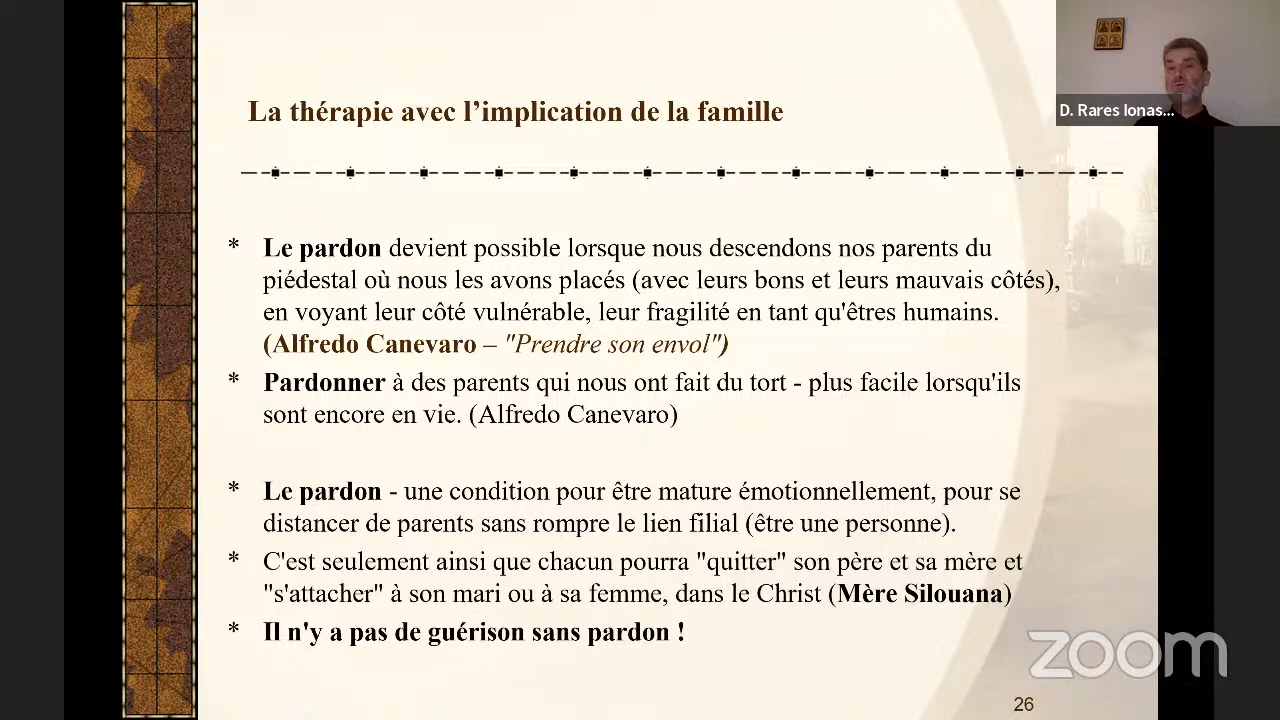 La thérapie avec l’implication de la famille
D. Rares Ionas...
* Le pardon devient possible lorsque nous descendons nos parents du
piédestal où nous les avons placés (avec leurs bons et leurs mauvais côtés),
en voyant leur côté vulnérable, leur fragilité en tant qu'êtres humains.
(Alfredo Canevaro – "Prendre son envol")
* Pardonner à des parents qui nous ont fait du tort - plus facile lorsqu'ils
sont encore en vie. (Alfredo Canevaro)
* Le pardon - une condition pour être mature émotionnellement, pour se
distancer de parents sans rompre le lien filial (être une personne).
* C'est seulement ainsi que chacun pourra "quitter" son père et sa mère et
"s'attacher" à son mari ou à sa femme, dans le Christ (Mère Silouana)
* Il n'y a pas de guérison sans pardon !
zoom
26